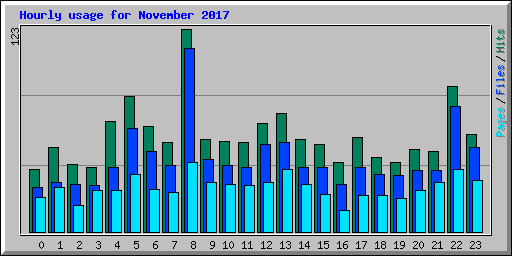 Hourly usage for November 2017
123
Pages/Files/Hits
0 1 2 3 4 5 6 7 8 9 10 11 12 13 14 15 16 17 18 19 20 21 22 23